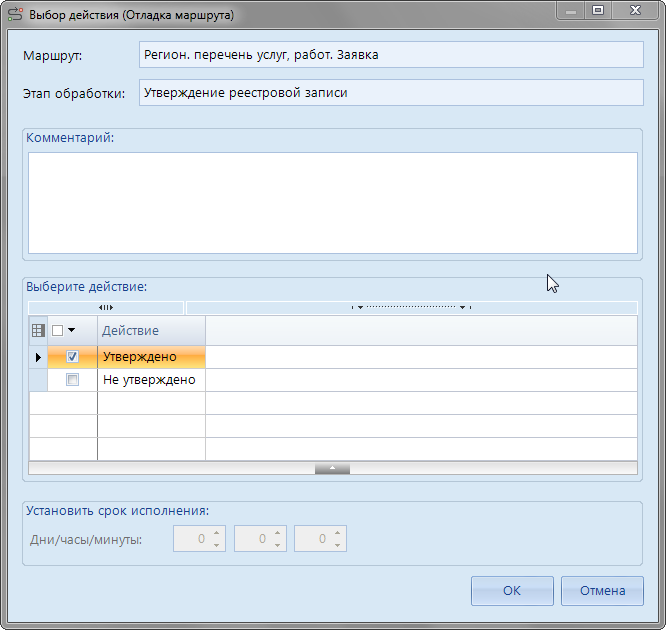 Выбор действия (Отладка маршрута)
Маршрут: Регион. перечень услуг, работ. Заявка
Этап обработки: Утверждение реестровой записи
Комментарий:
Выберите действие:
Действие
Утверждено
Не утверждено
Установить срок исполнения:
Дни/часы/минуты: 0 0 0
ОК Отмена